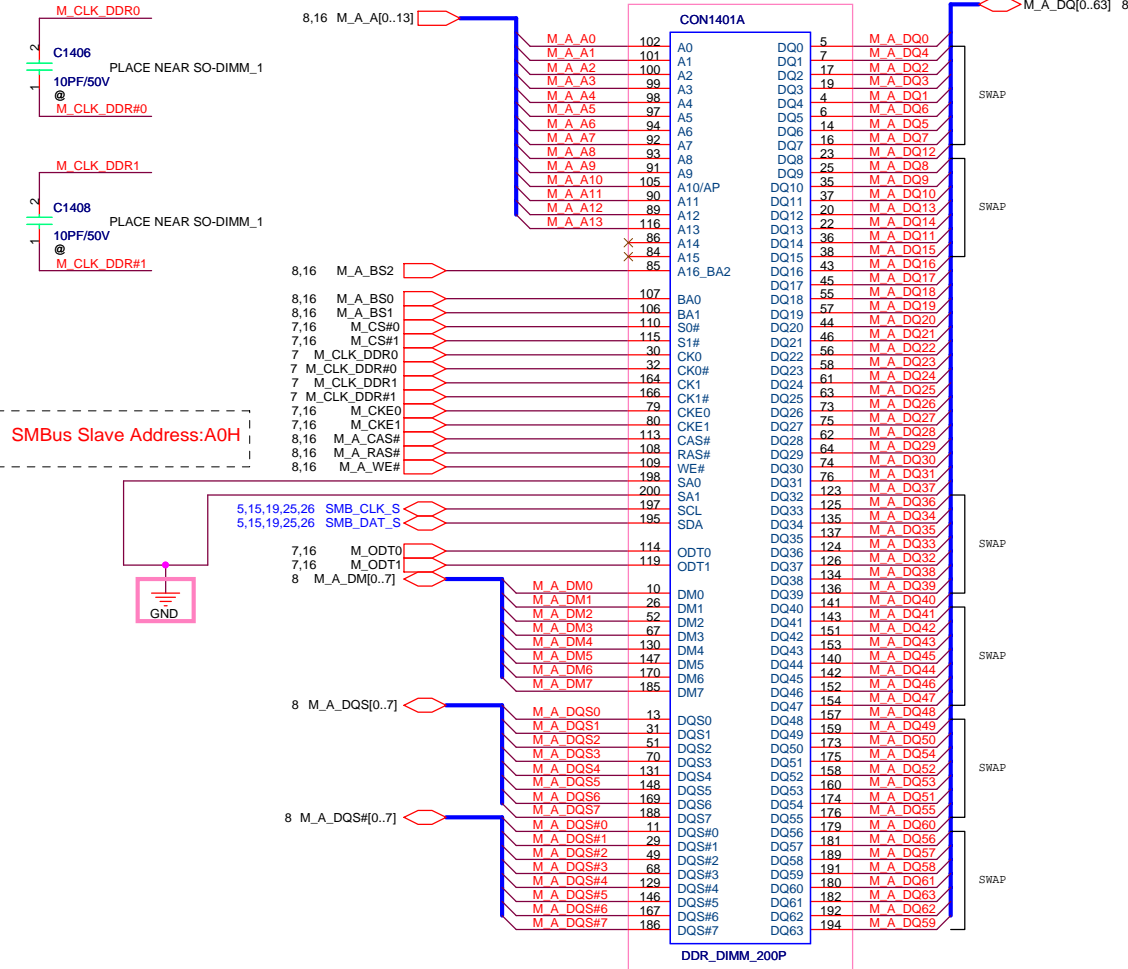 M_CLK_DDR0
2
C1406
PLACE NEAR SO-DIMM_1
10PF/50V
1
@
M_CLK_DDR#0
M_CLK_DDR1
2
C1408
PLACE NEAR SO-DIMM_1
10PF/50V
1
@
M_CLK_DDR#1
SMBus Slave Address:A0H
GND
8,16 M_A_A[0..13]
CON1401A
M_A_A0 102 A0
M_A_A1 101 A1
M_A_A2 100 A2
M_A_A3 99 A3
M_A_A4 98 A4
M_A_A5 97 A5
M_A_A6 94 A6
M_A_A7 92 A7
M_A_A8 93 A8
M_A_A9 91 A9
M_A_A10 105 A10/AP
M_A_A11 90 A11
M_A_A12 89 A12
M_A_A13 116 A13
86 A14
84 A15
8,16 M_A_BS2 85 A16_BA2
8,16 M_A_BS0 107 BA0
8,16 M_A_BS1 106 BA1
7,16 M_CS#0 110 S0#
7,16 M_CS#1 115 S1#
7 M_CLK_DDR0 30 CK0
7 M_CLK_DDR#0 32 CK0#
7 M_CLK_DDR1 164 CK1
7 M_CLK_DDR#1 166 CK1#
7,16 M_CKE0 79 CKE0
7,16 M_CKE1 80 CKE1
8,16 M_A_CAS# 113 CAS#
8,16 M_A_RAS# 108 RAS#
8,16 M_A_WE# 109 WE#
198 SA0
200 SA1
5,15,19,25,26 SMB_CLK_S 197 SCL
5,15,19,25,26 SMB_DAT_S 195 SDA
7,16 M_ODT0 114 ODT0
7,16 M_ODT1 119 ODT1
8 M_A_DM[0..7]
M_A_DM0 10 DM0
M_A_DM1 26 DM1
M_A_DM2 52 DM2
M_A_DM3 67 DM3
M_A_DM4 130 DM4
M_A_DM5 147 DM5
M_A_DM6 170 DM6
M_A_DM7 185 DM7
8 M_A_DQS[0..7]
M_A_DQS0 13 DQS0
M_A_DQS1 31 DQS1
M_A_DQS2 51 DQS2
M_A_DQS3 70 DQS3
M_A_DQS4 131 DQS4
M_A_DQS5 148 DQS5
M_A_DQS6 169 DQS6
M_A_DQS7 188 DQS7
8 M_A_DQS#[0..7]
M_A_DQS#0 11 DQS#0
M_A_DQS#1 29 DQS#1
M_A_DQS#2 49 DQS#2
M_A_DQS#3 68 DQS#3
M_A_DQS#4 129 DQS#4
M_A_DQS#5 146 DQS#5
M_A_DQS#6 167 DQS#6
M_A_DQS#7 186 DQS#7
M_A_DQ[0..63] 8
DQ0 5 M_A_DQ0
DQ1 7 M_A_DQ4
DQ2 17 M_A_DQ2
DQ3 19 M_A_DQ3
DQ4 4 M_A_DQ1
DQ5 6 M_A_DQ6
DQ6 14 M_A_DQ5
DQ7 16 M_A_DQ7
SWAP
DQ8 23 M_A_DQ12
DQ9 25 M_A_DQ8
DQ10 35 M_A_DQ9
DQ11 37 M_A_DQ10
DQ12 20 M_A_DQ13
DQ13 22 M_A_DQ14
DQ14 36 M_A_DQ11
DQ15 38 M_A_DQ15
SWAP
DQ16 43 M_A_DQ16
DQ17 45 M_A_DQ17
DQ18 55 M_A_DQ18
DQ19 57 M_A_DQ19
DQ20 44 M_A_DQ20
DQ21 46 M_A_DQ21
DQ22 56 M_A_DQ22
DQ23 58 M_A_DQ23
DQ24 61 M_A_DQ24
DQ25 63 M_A_DQ25
DQ26 73 M_A_DQ26
DQ27 75 M_A_DQ27
DQ28 62 M_A_DQ28
DQ29 64 M_A_DQ29
DQ30 74 M_A_DQ30
DQ31 76 M_A_DQ31
DQ32 123 M_A_DQ37
DQ33 125 M_A_DQ36
DQ34 135 M_A_DQ34
DQ35 137 M_A_DQ35
DQ36 124 M_A_DQ33
DQ37 126 M_A_DQ32
DQ38 134 M_A_DQ38
DQ39 136 M_A_DQ39
SWAP
DQ40 141 M_A_DQ40
DQ41 143 M_A_DQ41
DQ42 151 M_A_DQ42
DQ43 153 M_A_DQ43
DQ44 140 M_A_DQ45
DQ45 142 M_A_DQ44
DQ46 152 M_A_DQ46
DQ47 154 M_A_DQ47
SWAP
DQ48 157 M_A_DQ48
DQ49 159 M_A_DQ49
DQ50 173 M_A_DQ50
DQ51 175 M_A_DQ54
DQ52 158 M_A_DQ52
DQ53 160 M_A_DQ53
DQ54 174 M_A_DQ51
DQ55 176 M_A_DQ55
SWAP
DQ56 179 M_A_DQ60
DQ57 181 M_A_DQ56
DQ58 189 M_A_DQ57
DQ59 191 M_A_DQ58
DQ60 180 M_A_DQ61
DQ61 182 M_A_DQ63
DQ62 192 M_A_DQ62
DQ63 194 M_A_DQ59
SWAP
DDR_DIMM_200P